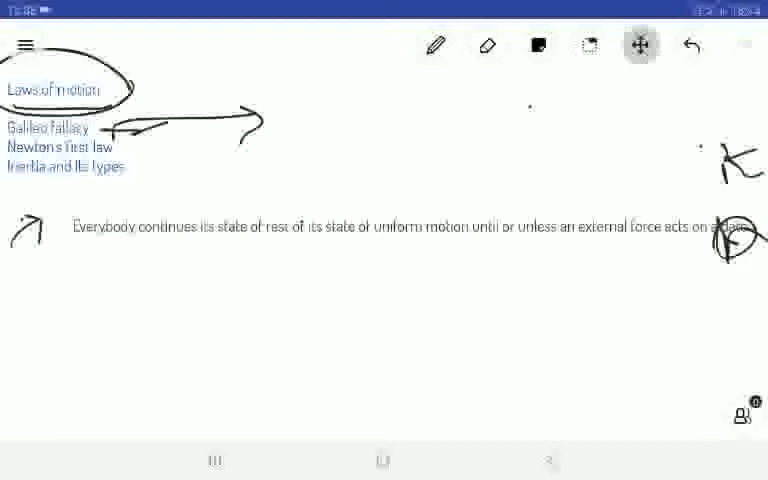 Laws of motion
Galileo fallacy
Newton's first law
Inertia and its types
Everybody continues its state of rest of its state of uniform motion until or unless an external force acts on a